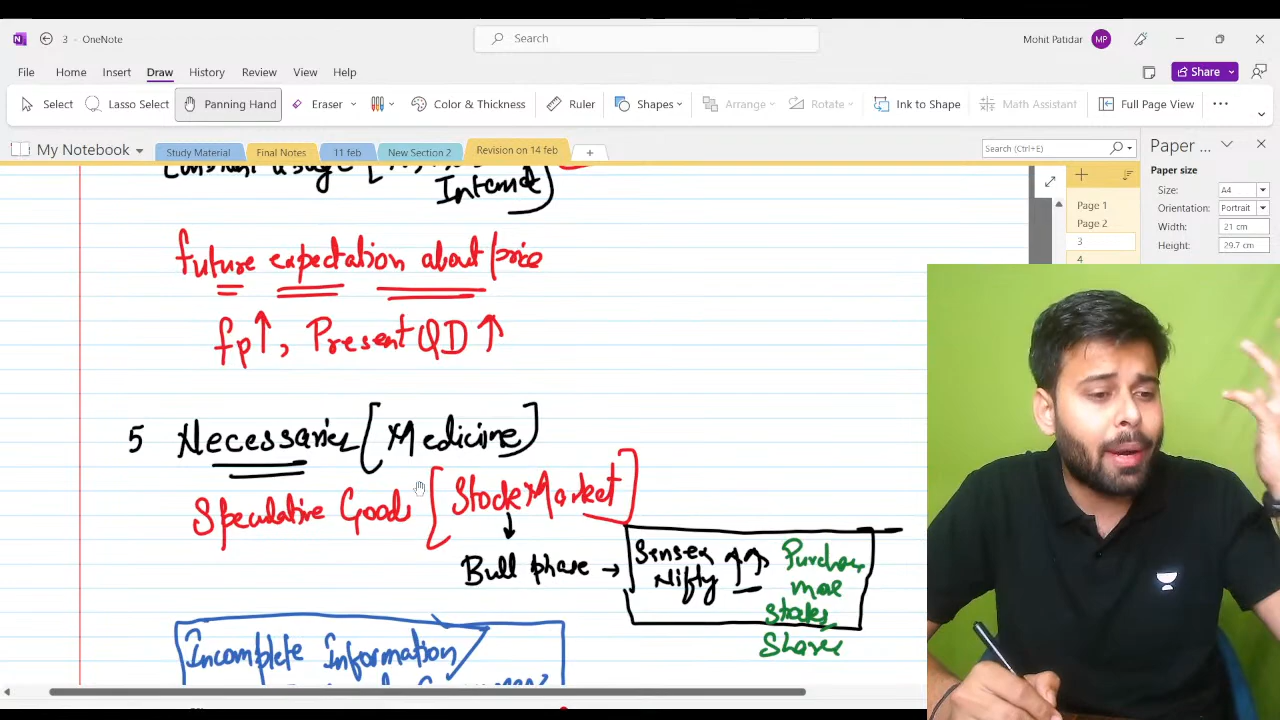 3 - OneNote
Search
Mohit Patidar MP
File Home Insert Draw History Review View Help
Share
Select Lasso Select Panning Hand Eraser Color & Thickness Ruler Shapes Arrange Rotate Ink to Shape Math Assistant Full Page View
My Notebook Study Material Final Notes 11 feb New Section 2 Revision on 14 feb
Search (Ctrl+E)
Paper ...
Paper size
Size: A4
Orientation: Portrait
Width: 21 cm
Height: 29.7 cm
Page 1
Page 2
3
4
Internet
future expectation about price
fp↑, Present QD ↑
5 Necessaries [Medicine]
Speculative Goods [Stock Market]
Bull phase → Sensex Nifty ↑↑
Purchase more stocks
Shares
Incomplete Information